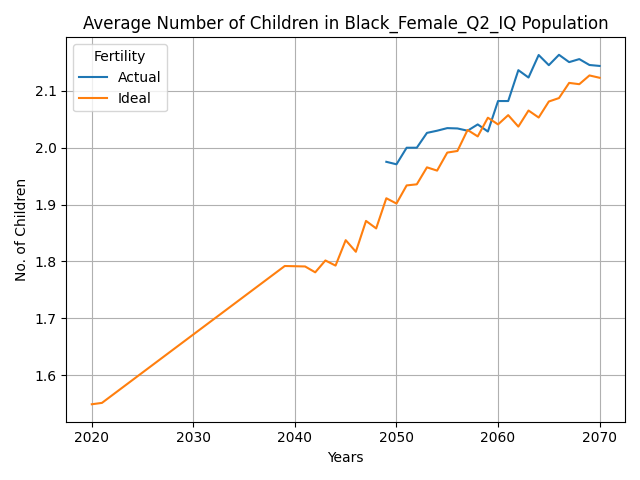 Average Number of Children in Black_Female_Q2_IQ Population
Fertility
Actual
Ideal
No. of Children
2.1
2.0
1.9
1.8
1.7
1.6
2020 2030 2040 2050 2060 2070
Years